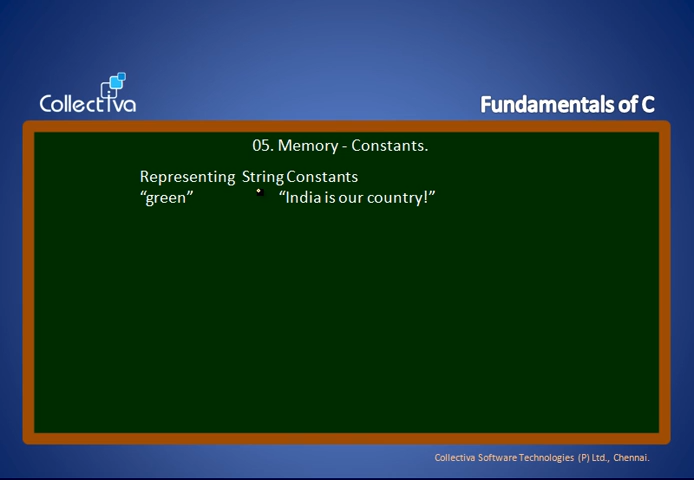 Collectiva
Fundamentals of C
05. Memory - Constants.
Representing String Constants
“green” “India is our country!”
Collectiva Software Technologies (P) Ltd., Chennai.